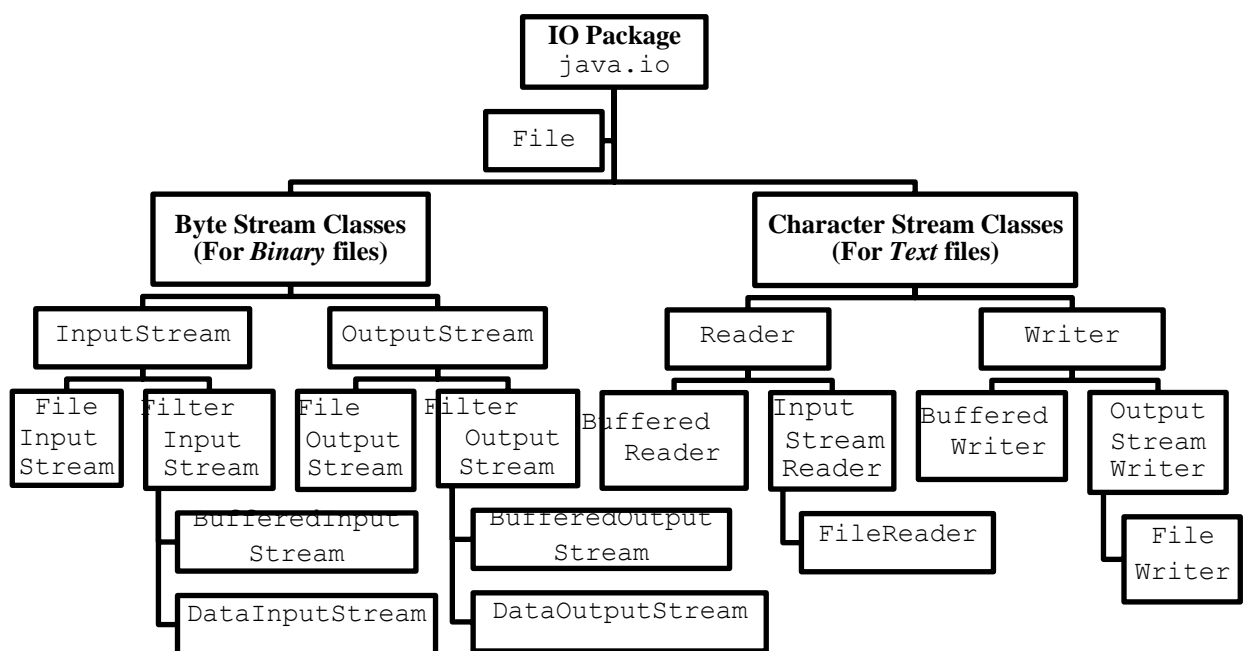 IO Package
java.io
File
Byte Stream Classes
(For Binary files)
Character Stream Classes
(For Text files)
InputStream
OutputStream
Reader
Writer
File
Input
Stream
Filter
Input
Stream
File
Output
Stream
Filter
Output
Stream
Buffered
Reader
Input
Stream
Reader
Buffered
Writer
Output
Stream
Writer
BufferedInput
Stream
BufferedOutput
Stream
FileReader
File
Writer
DataInputStream
DataOutputStream